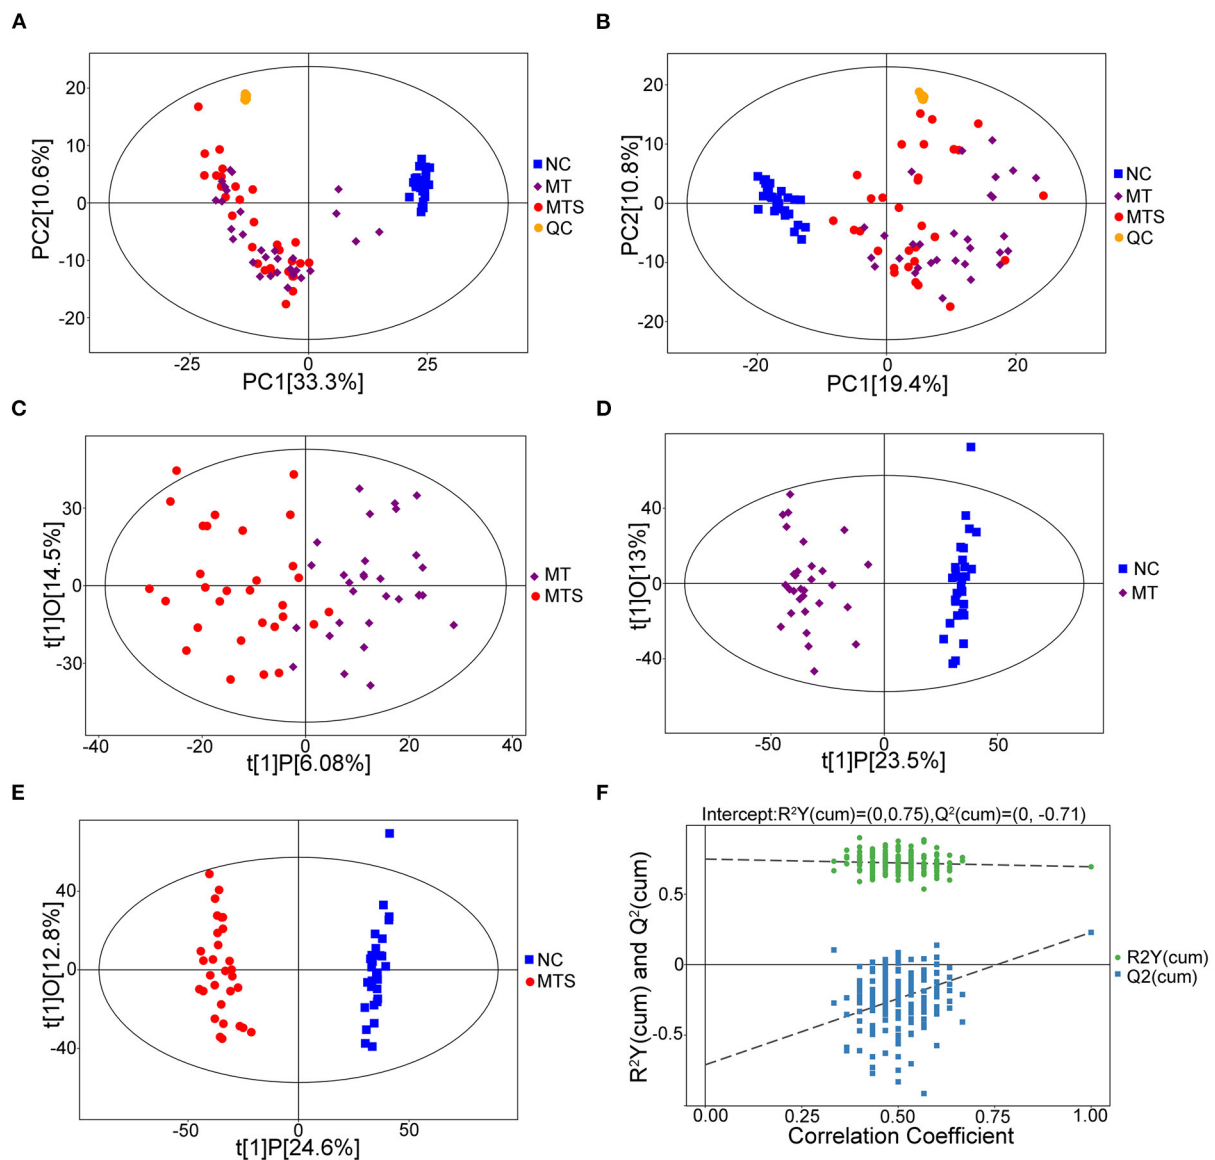 A
PC2[10.6%]
20
10
0
-10
-20
-25
0
25
PC1[33.3%]
NC
MT
MTS
QC
B
PC2[10.8%]
20
10
0
-10
-20
-20
0
20
PC1[19.4%]
NC
MT
MTS
QC
C
t[1]O[14.5%]
30
0
-30
-40
-20
0
20
40
t[1]P[6.08%]
MT
MTS
D
t[1]O[13%]
40
0
-40
-50
0
50
t[1]P[23.5%]
NC
MT
E
t[1]O[12.8%]
40
0
-40
-50
0
50
t[1]P[24.6%]
NC
MTS
F
Intercept:R²Y(cum)=(0,0.75),Q²(cum)=(0, -0.71)
R²Y(cum) and Q²(cum)
0.5
0
-0.5
0.00
0.25
0.50
0.75
1.00
Correlation Coefficient
R2Y(cum)
Q2(cum)